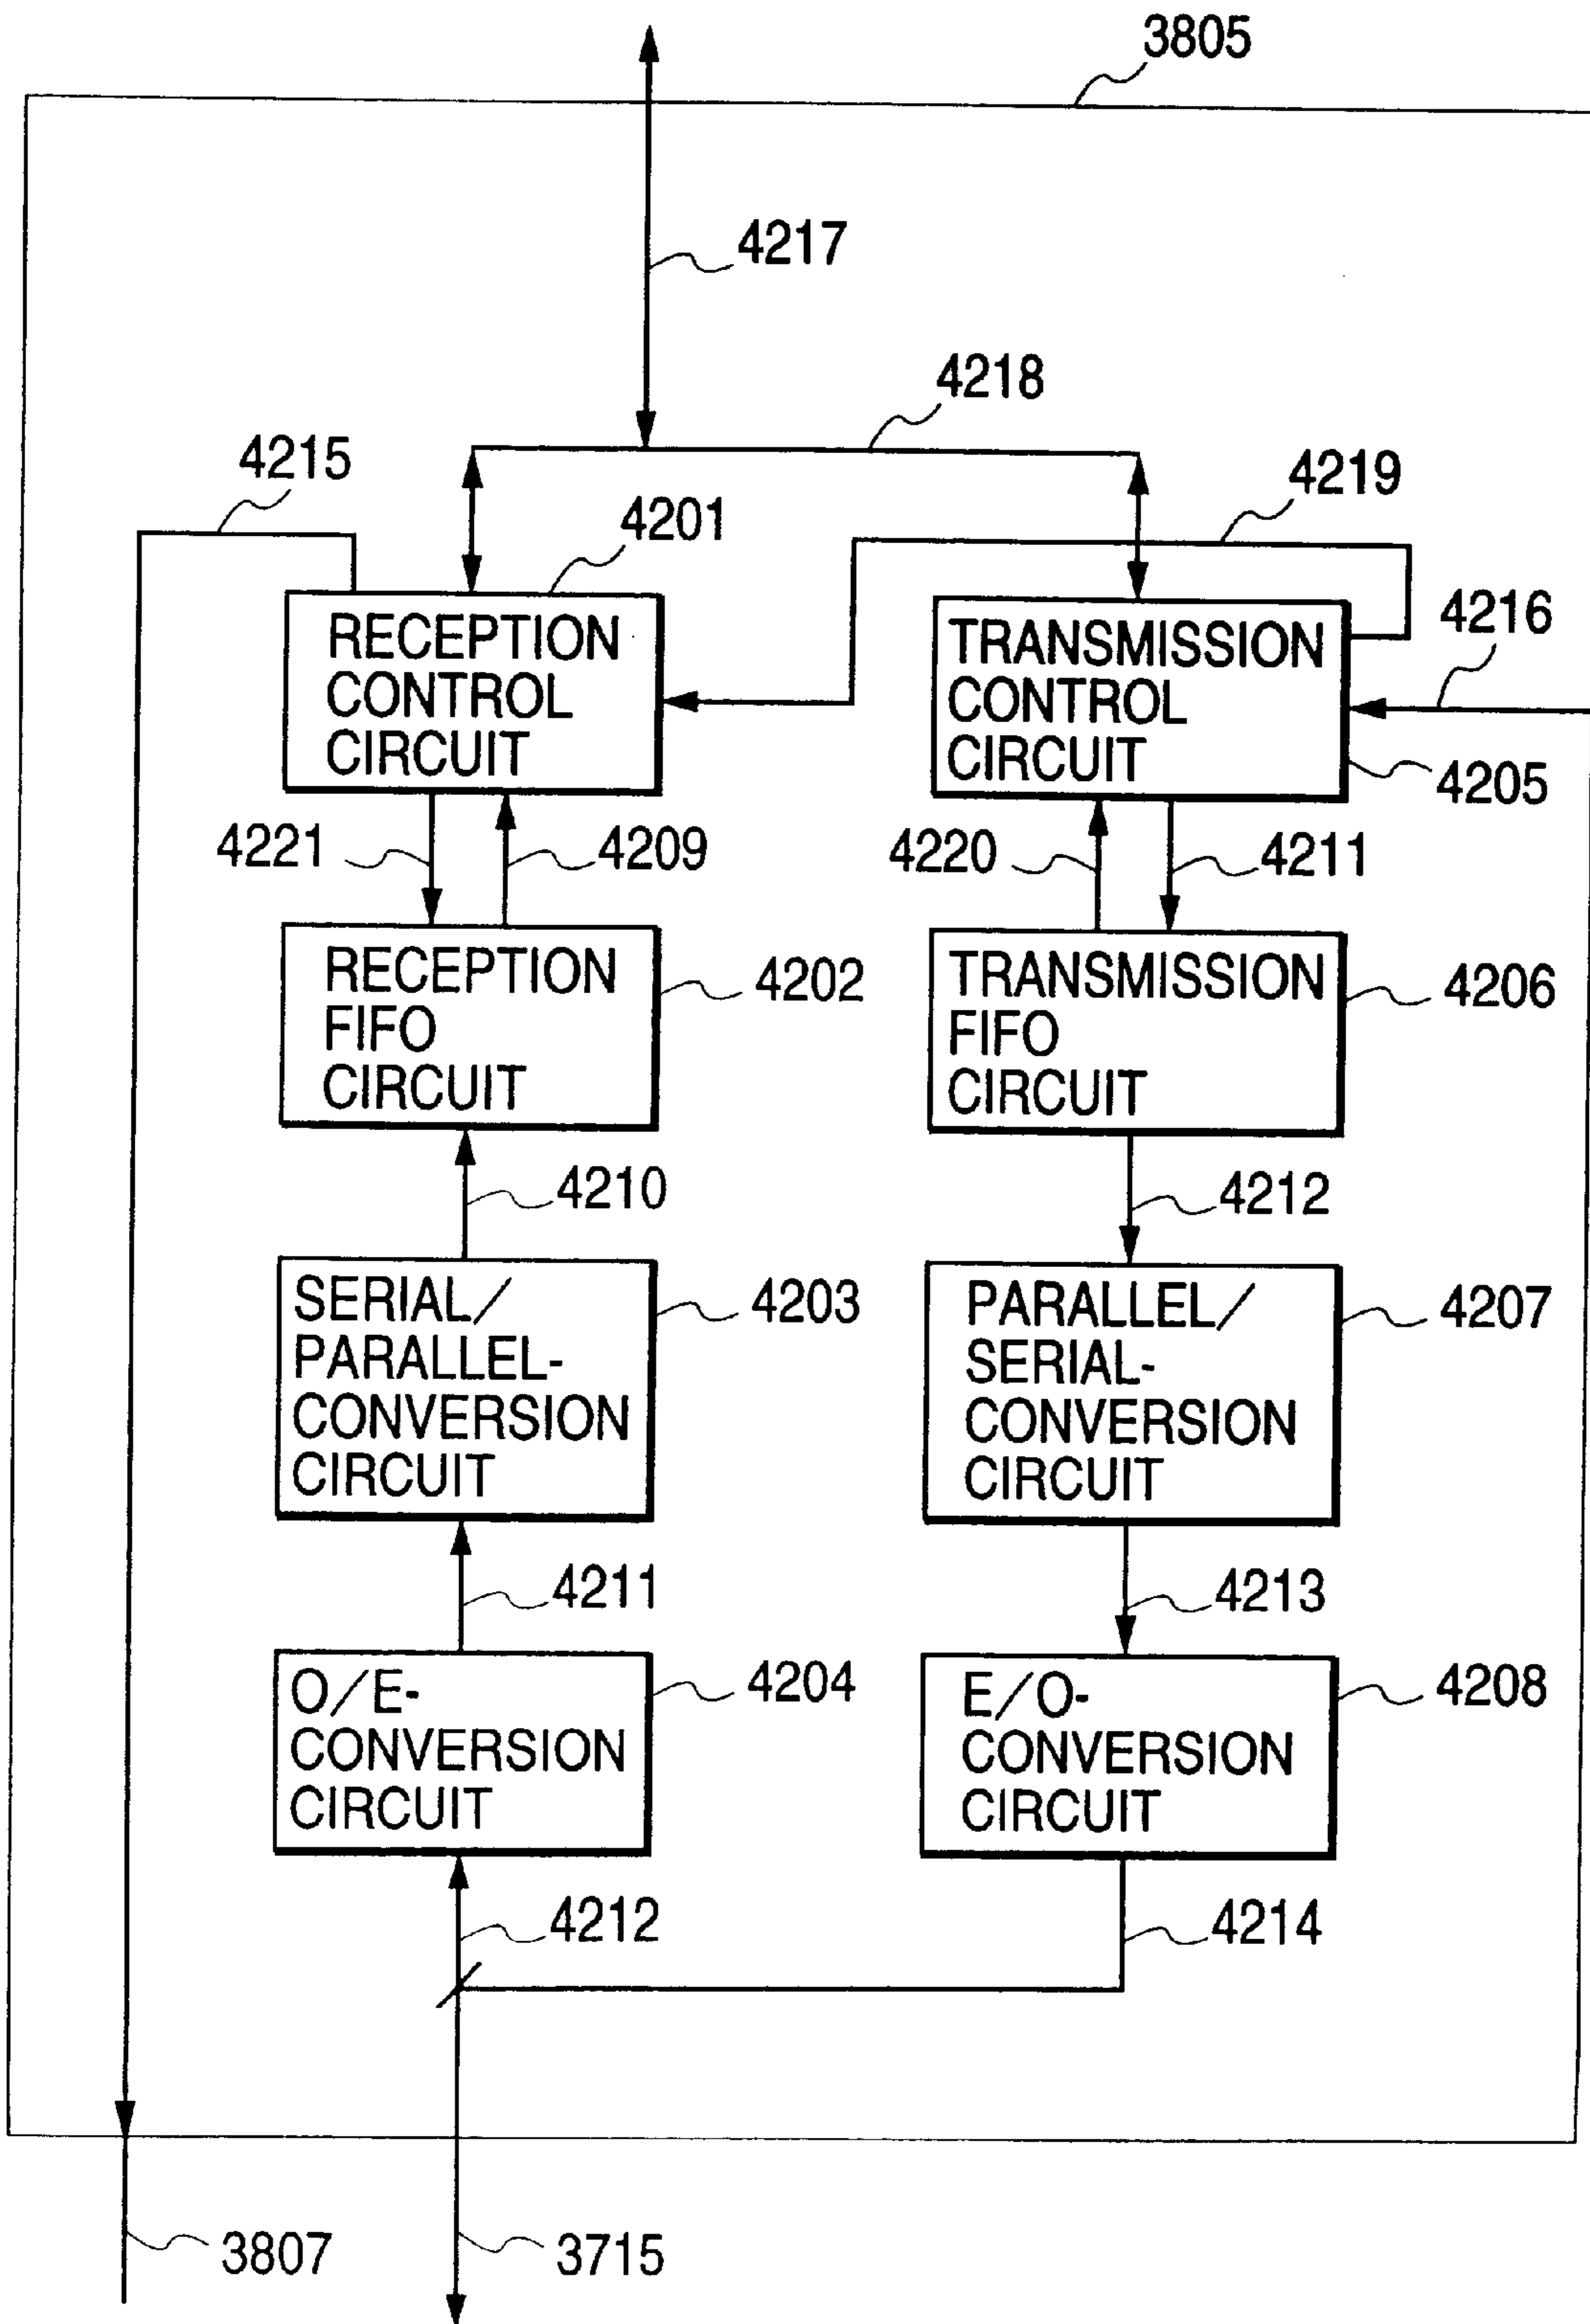 3805
4217
4218
4215
4219
4201
4216
RECEPTION
CONTROL
CIRCUIT
TRANSMISSION
CONTROL
CIRCUIT
4205
4221
4209
4220
4211
RECEPTION
FIFO
CIRCUIT
4202
TRANSMISSION
FIFO
CIRCUIT
4206
4210
4212
SERIAL/
PARALLEL-
CONVERSION
CIRCUIT
4203
PARALLEL/
SERIAL-
CONVERSION
CIRCUIT
4207
4211
4213
O/E-
CONVERSION
CIRCUIT
4204
E/O-
CONVERSION
CIRCUIT
4208
4212
4214
3807
3715